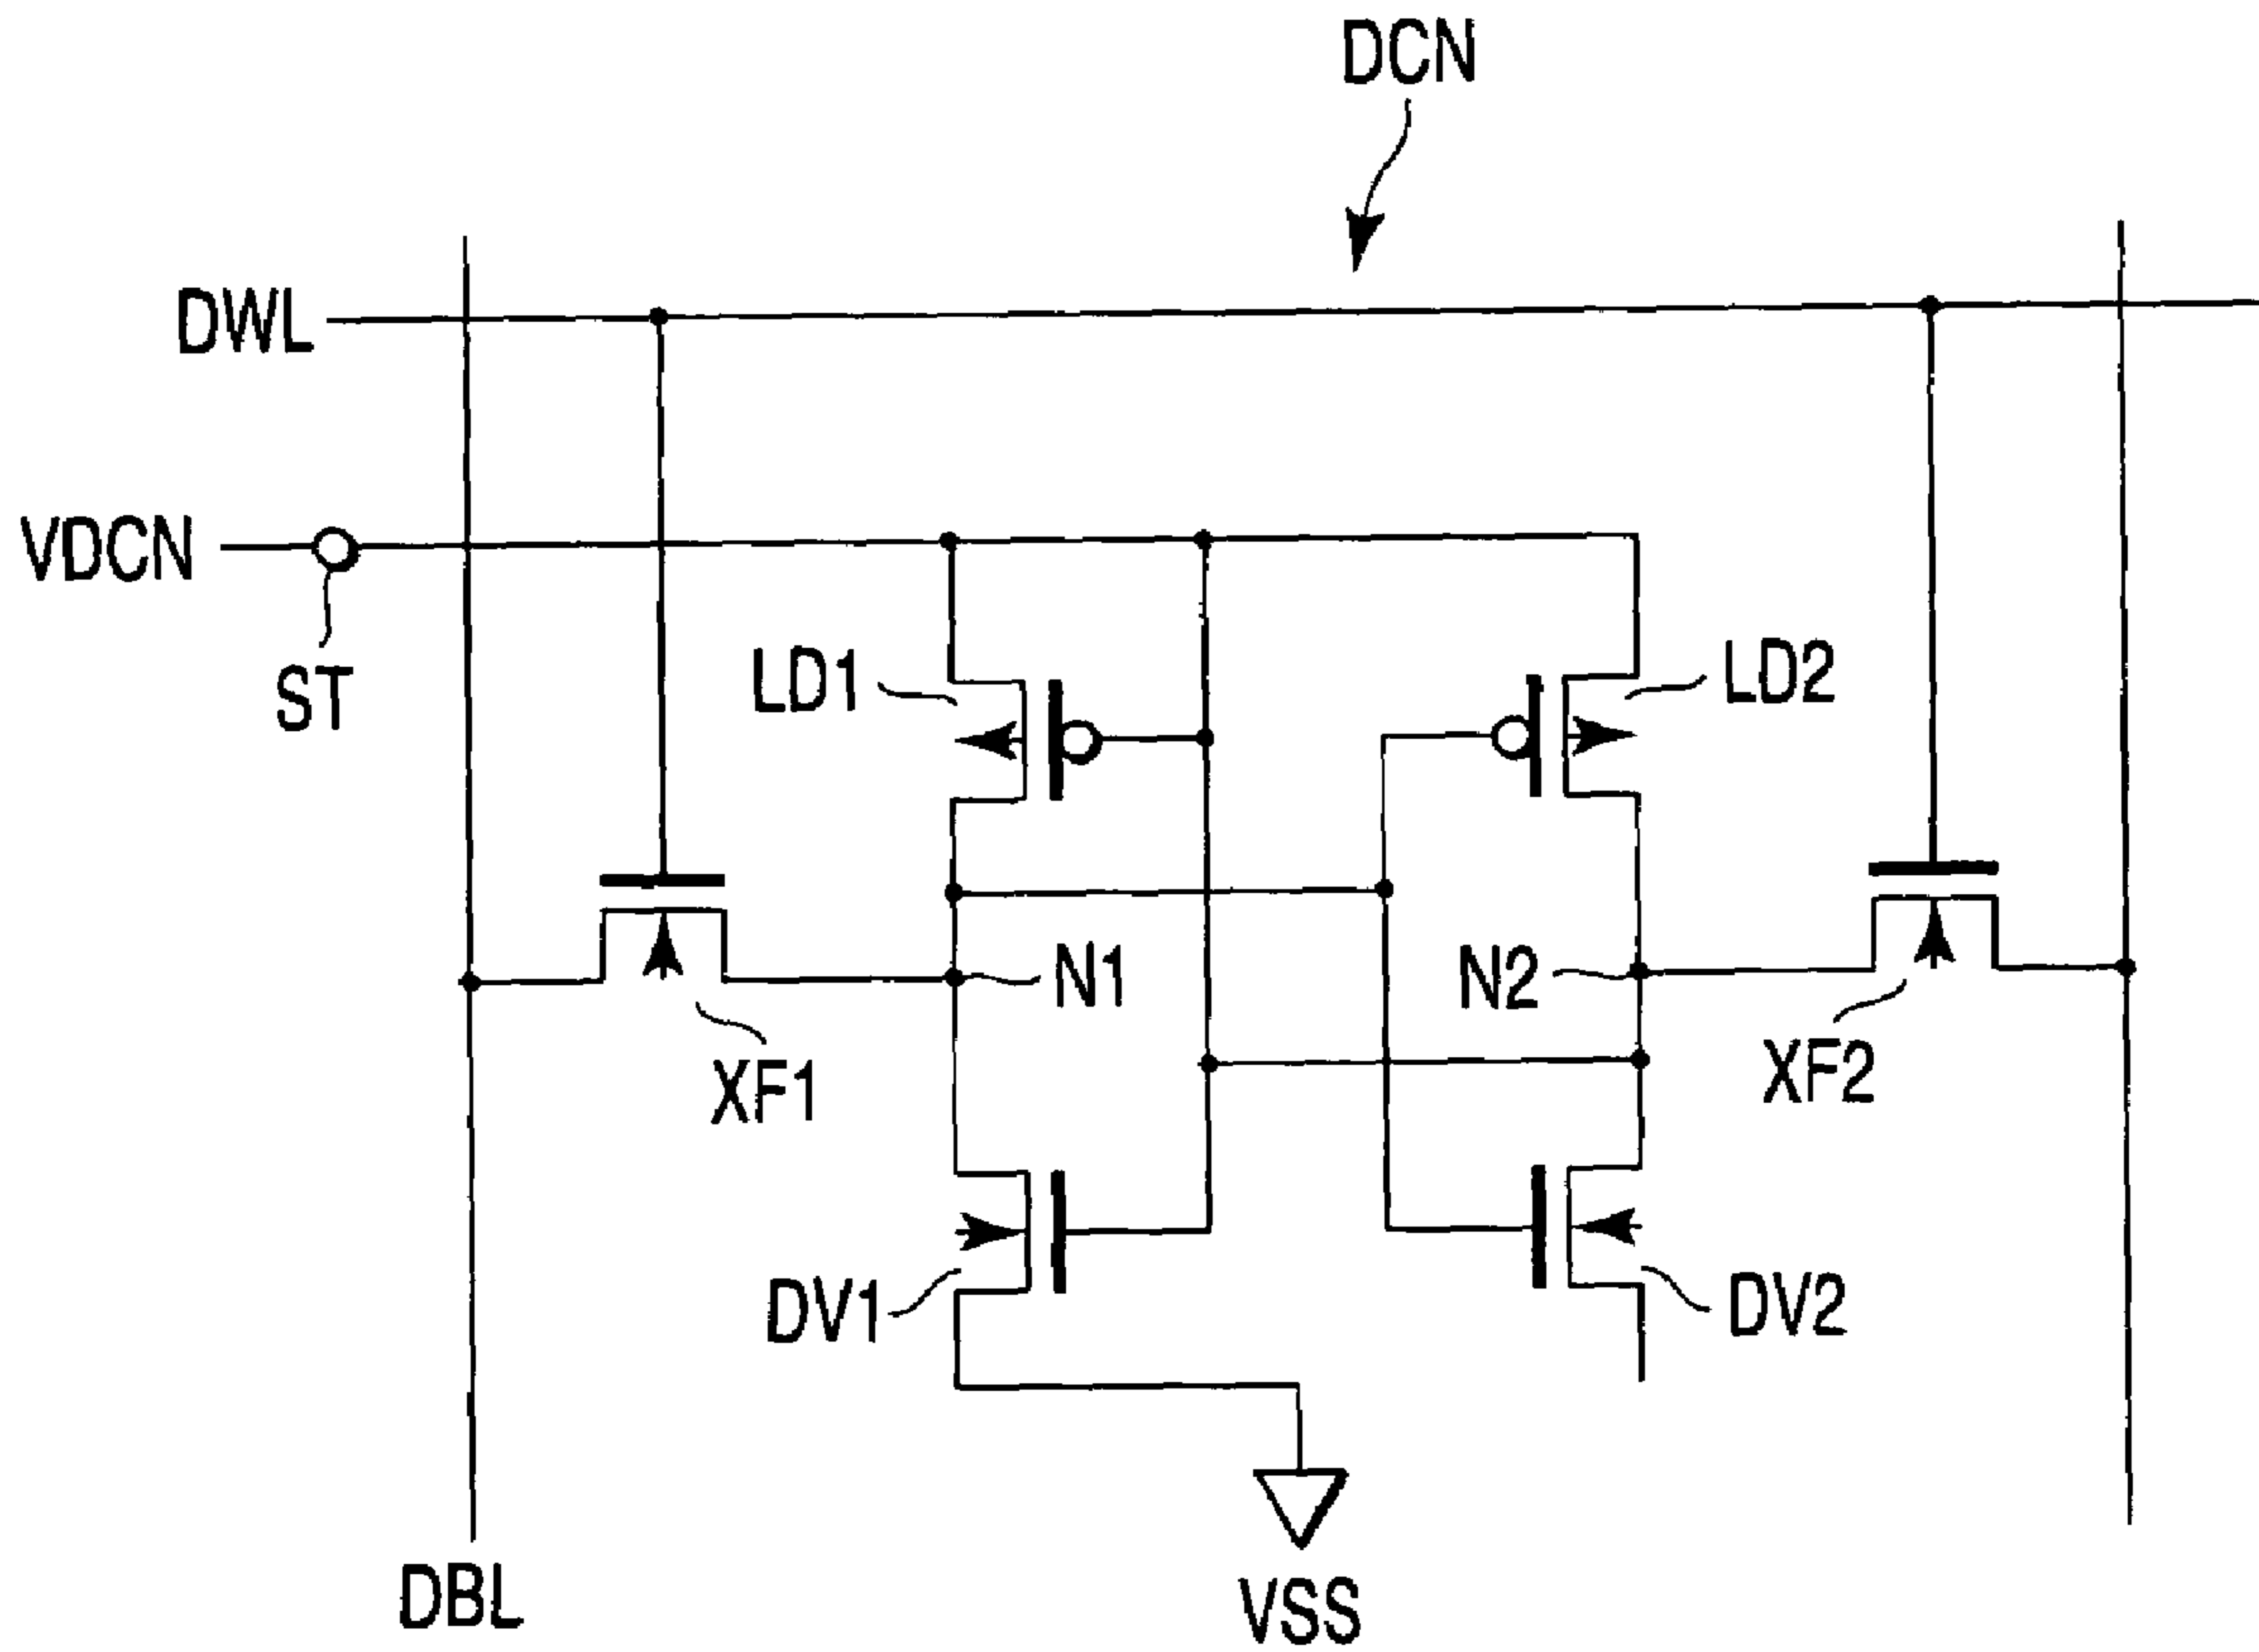 DCN
DWL
VDCN
ST
LD1
LD2
N1
N2
XF1
XF2
DV1
DV2
DBL
VSS